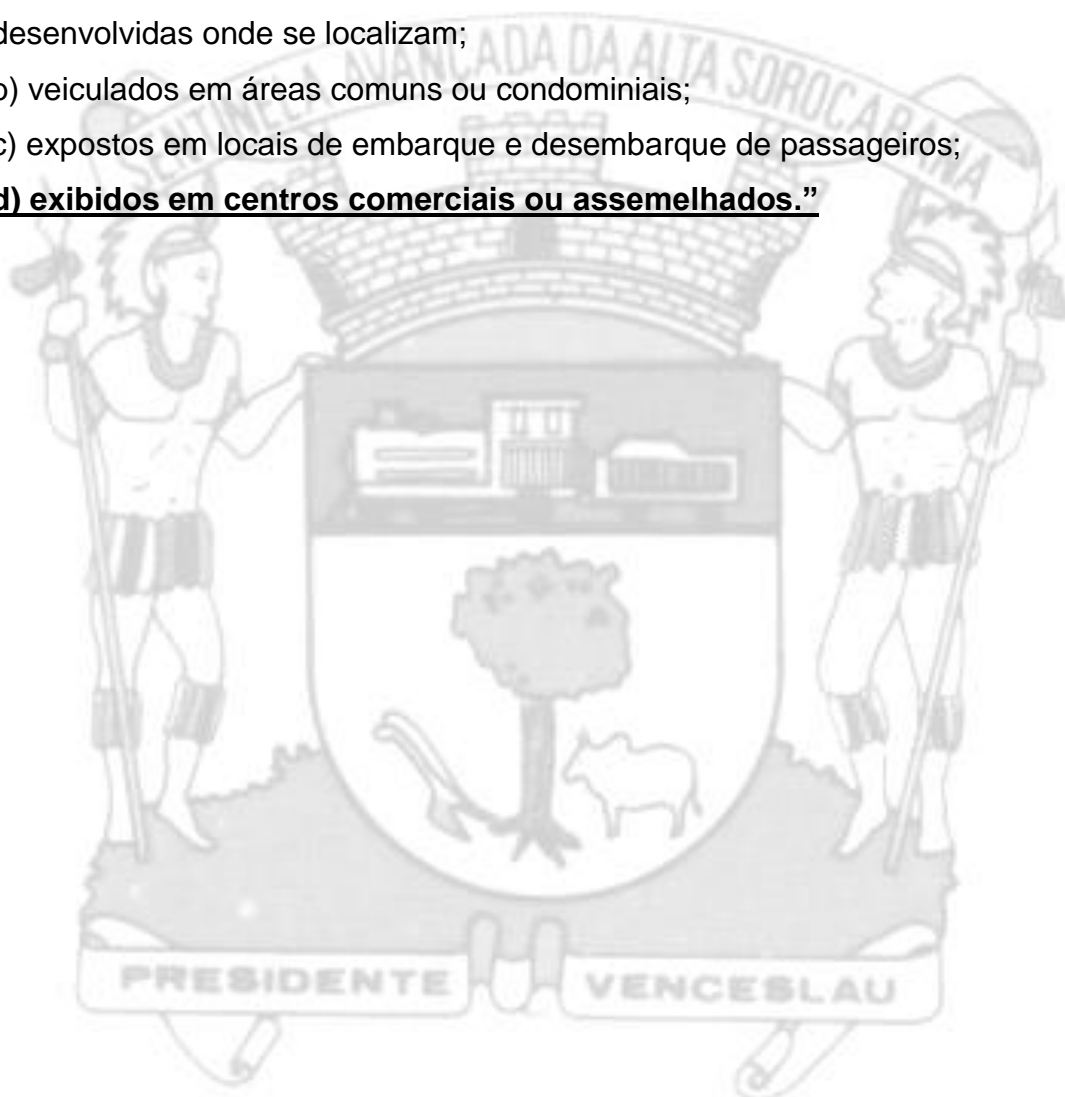 desenvolvidas onde se localizam;
b) veiculados em áreas comuns ou condominiais;
c) expostos em locais de embarque e desembarque de passageiros;
d) exibidos em centros comerciais ou assemelhados.”
SENTINELA AVANÇADA DA ALTA SOROCABANA
PRESIDENTE VENCESLAU